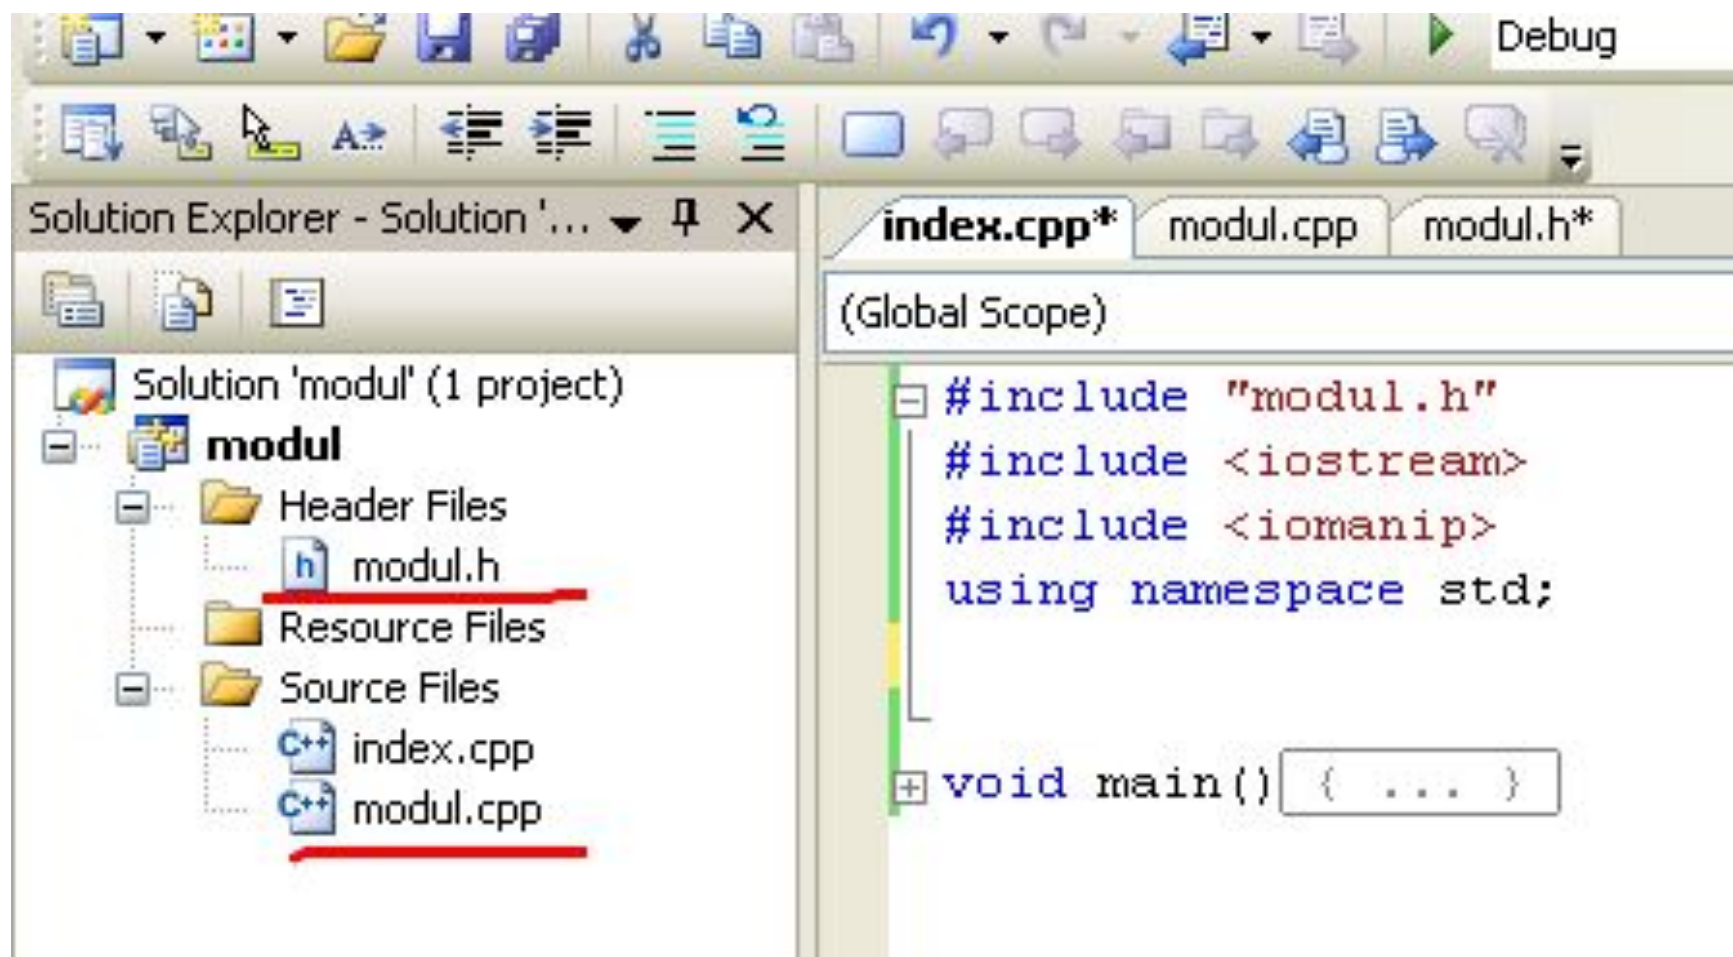 Debug
Solution Explorer - Solution '...
index.cpp* modul.cpp modul.h*
(Global Scope)
Solution 'modul' (1 project)
modul
Header Files
modul.h
Resource Files
Source Files
index.cpp
modul.cpp
#include "modul.h"
#include <iostream>
#include <iomanip>
using namespace std;
void main(){ ... }